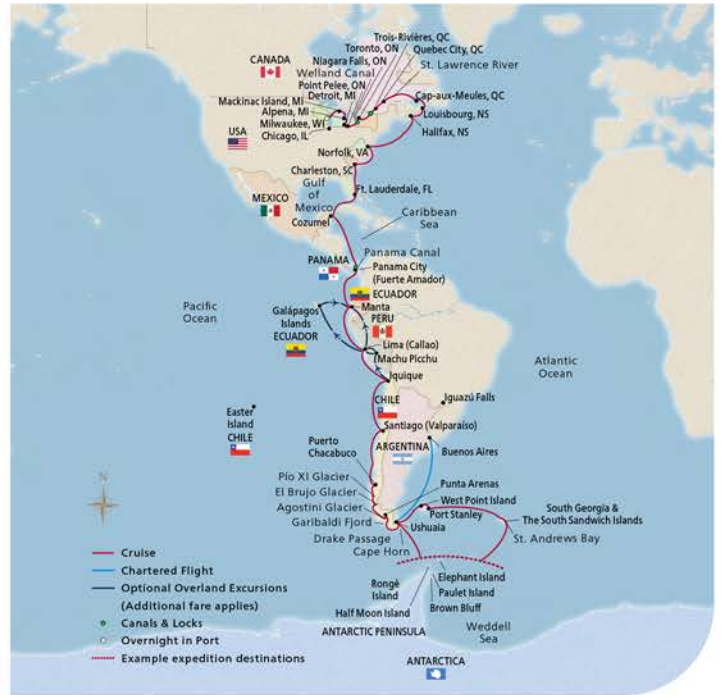 Trois-Rivières, QC
Toronto, ON
Quebec City, QC
Niagara Falls, ON
Welland Canal
St. Lawrence River
CANADA
Point Pelee, ON
Detroit, MI
Mackinac Island, MI
Cap-aux-Meules, QC
Alpena, MI
Louisbourg, NS
Milwaukee, WI
Chicago, IL
Halifax, NS
USA
Norfolk, VA
Charleston, SC
Gulf
of
Mexico
Ft. Lauderdale, FL
MEXICO
Cozumel
Caribbean
Sea
Panama Canal
PANAMA
Panama City
(Fuerte Amador)
ECUADOR
Manta
Pacific
Ocean
Galápagos
Islands
ECUADOR
PERU
Lima (Callao)
Machu Picchu
Iquique
Atlantic
Ocean
CHILE
Iguazú Falls
Easter
Island
CHILE
Santiago (Valparaíso)
Puerto
Chacabuco
ARGENTINA
Buenos Aires
Pío XI Glacier
Punta Arenas
El Brujo Glacier
West Point Island
Agostini Glacier
Port Stanley
South Georgia &
The South Sandwich Islands
Garibaldi Fjord
Ushuaia
St. Andrews Bay
Drake Passage
Cape Horn
N
Cruise
Chartered Flight
Optional Overland Excursions
(Additional fare applies)
Canals & Locks
Overnight in Port
Example expedition destinations
Elephant Island
Rongè
Island
Paulet Island
Half Moon Island
Brown Bluff
ANTARCTIC PENINSULA
Weddell
Sea
ANTARCTICA